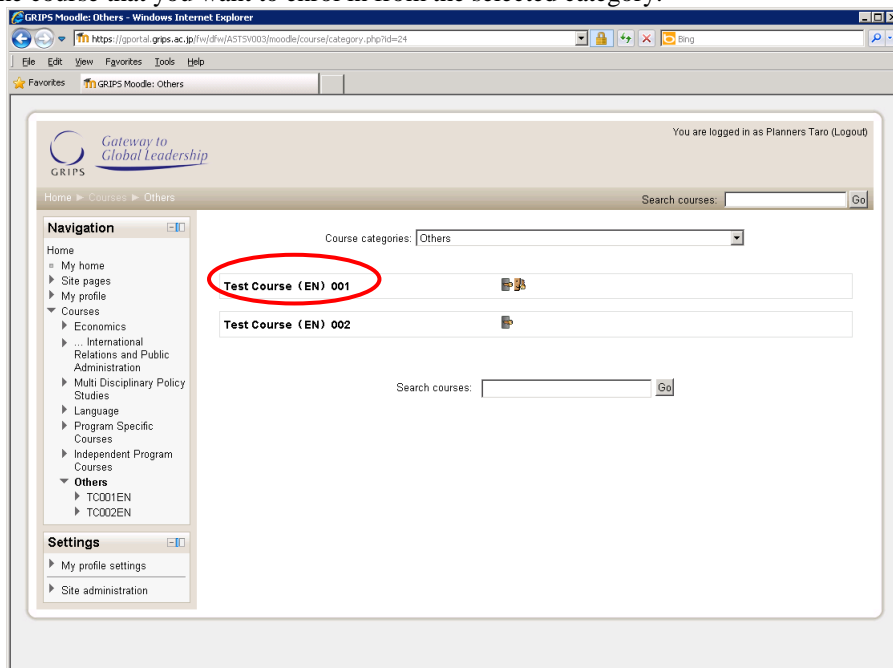 he course that you want to enrol in from the selected category.
GRIPS Moodle: Others - Windows Internet Explorer
https://gportal.grips.ac.jp/fw/dfw/ASTSV003/moodle/course/category.php?id=24
Bing
File Edit View Favorites Tools Help
Favorites GRIPS Moodle: Others
You are logged in as Planners Taro (Logout)
Gateway to
Global Leadership
GRIPS
Home ► Courses ► Others
Search courses: Go
Navigation
Course categories: Others
Home
My home
Site pages
My profile
Courses
Economics
... International
Relations and Public
Administration
Multi Disciplinary Policy
Studies
Language
Program Specific
Courses
Independent Program
Courses
Others
TC001EN
TC002EN
Test Course (EN) 001
Test Course (EN) 002
Search courses: Go
Settings
My profile settings
Site administration